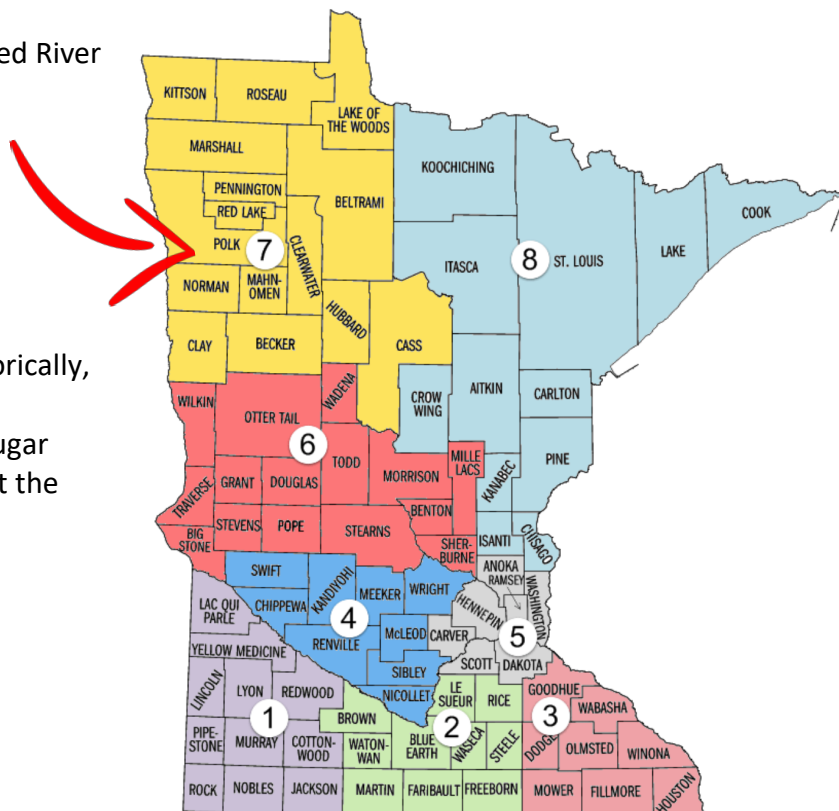 ed River
KITTSON
ROSEAU
LAKE OF
THE WOODS
MARSHALL
KOOCHICHING
PENNINGTON
BELTRAMI
RED LAKE
COOK
POLK
7
CLEARWATER
ITASCA
8
ST. LOUIS
LAKE
NORMAN
MAHN-
OMEN
HUBBARD
CLAY
BECKER
CASS
orically,
AITKIN
WADENA
CROW
WING
CARLTON
WILKIN
OTTER TAIL
ugar
6
t the
TODD
MILLE
LACS
PINE
GRANT
DOUGLAS
MORRISON
KANABEC
TRAVERSE
BENTON
STEVENS
POPE
STEARNS
BIG
STONE
SHER-
BURNE
ISANTI
CHISAGO
SWIFT
KANDIYOHI
MEEKER
WRIGHT
ANOKA
RAMSEY
WASHINGTON
LAC QUI
PARLE
CHIPPEWA
HENNEPIN
4
RENVILLE
McLEOD
CARVER
5
YELLOW MEDICINE
SIBLEY
SCOTT
DAKOTA
LINCOLN
LYON
REDWOOD
NICOLLET
LE
SUEUR
RICE
GOODHUE
WABASHA
1
BROWN
2
3
PIPE-
STONE
MURRAY
COTTON-
WOOD
WATON-
WAN
BLUE
EARTH
WASECA
STEELE
DODGE
OLMSTED
WINONA
ROCK
NOBLES
JACKSON
MARTIN
FARIBAULT
FREEBORN
MOWER
FILLMORE
HOUSTON